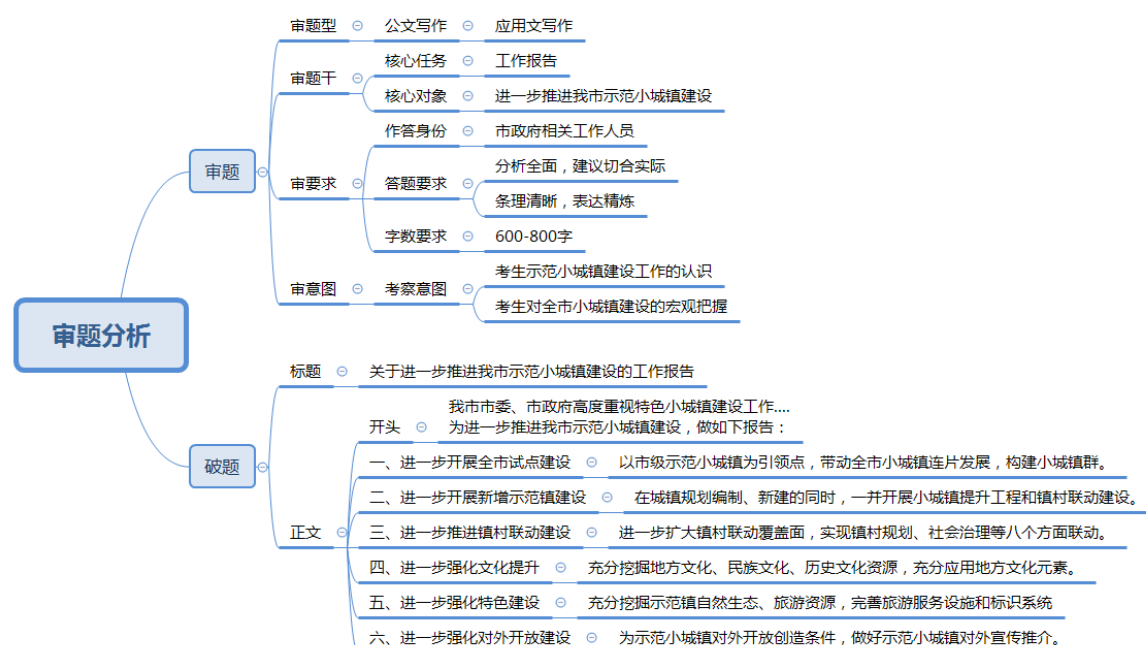 审题分析
审题
审题型
公文写作
应用文写作
审题干
核心任务
工作报告
核心对象
进一步推进我市示范小城镇建设
审要求
作答身份
市政府相关工作人员
答题要求
分析全面，建议切合实际
条理清晰，表达精炼
字数要求
600-800字
审意图
考察意图
考生示范小城镇建设工作的认识
考生对全市小城镇建设的宏观把握
破题
标题
关于进一步推进我市示范小城镇建设的工作报告
正文
开头
我市市委、市政府高度重视特色小城镇建设工作....
为进一步推进我市示范小城镇建设，做如下报告：
一、进一步开展全市试点建设
以市级示范小城镇为引领点，带动全市小城镇连片发展，构建小城镇群。
二、进一步开展新增示范镇建设
在城镇规划编制、新建的同时，一并开展小城镇提升工程和镇村联动建设。
三、进一步推进镇村联动建设
进一步扩大镇村联动覆盖面，实现镇村规划、社会治理等八个方面联动。
四、进一步强化文化提升
充分挖掘地方文化、民族文化、历史文化资源，充分应用地方文化元素。
五、进一步强化特色建设
充分挖掘示范镇自然生态、旅游资源，完善旅游服务设施和标识系统
六、进一步强化对外开放建设
为示范小城镇对外开放创造条件，做好示范小城镇对外宣传推介。